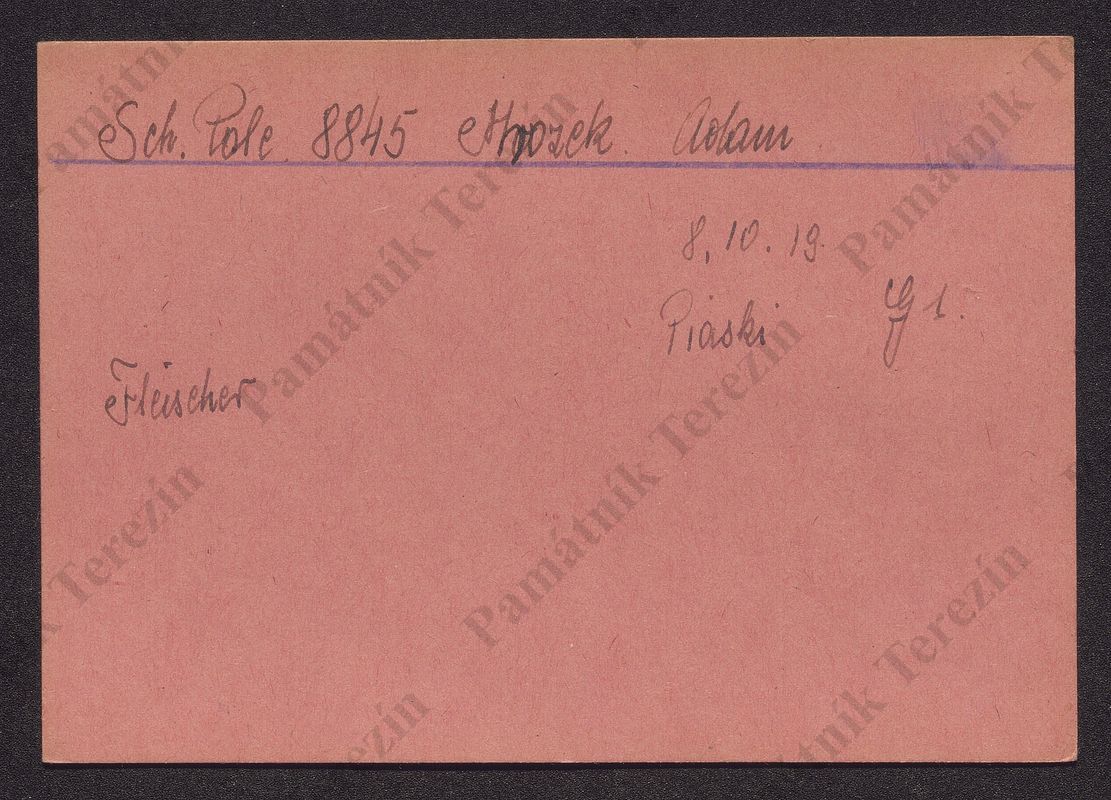 Sch. Pole 8845 Mrozek Adam
8. 10. 19.
Piaski
Fleischer
Památník Terezín